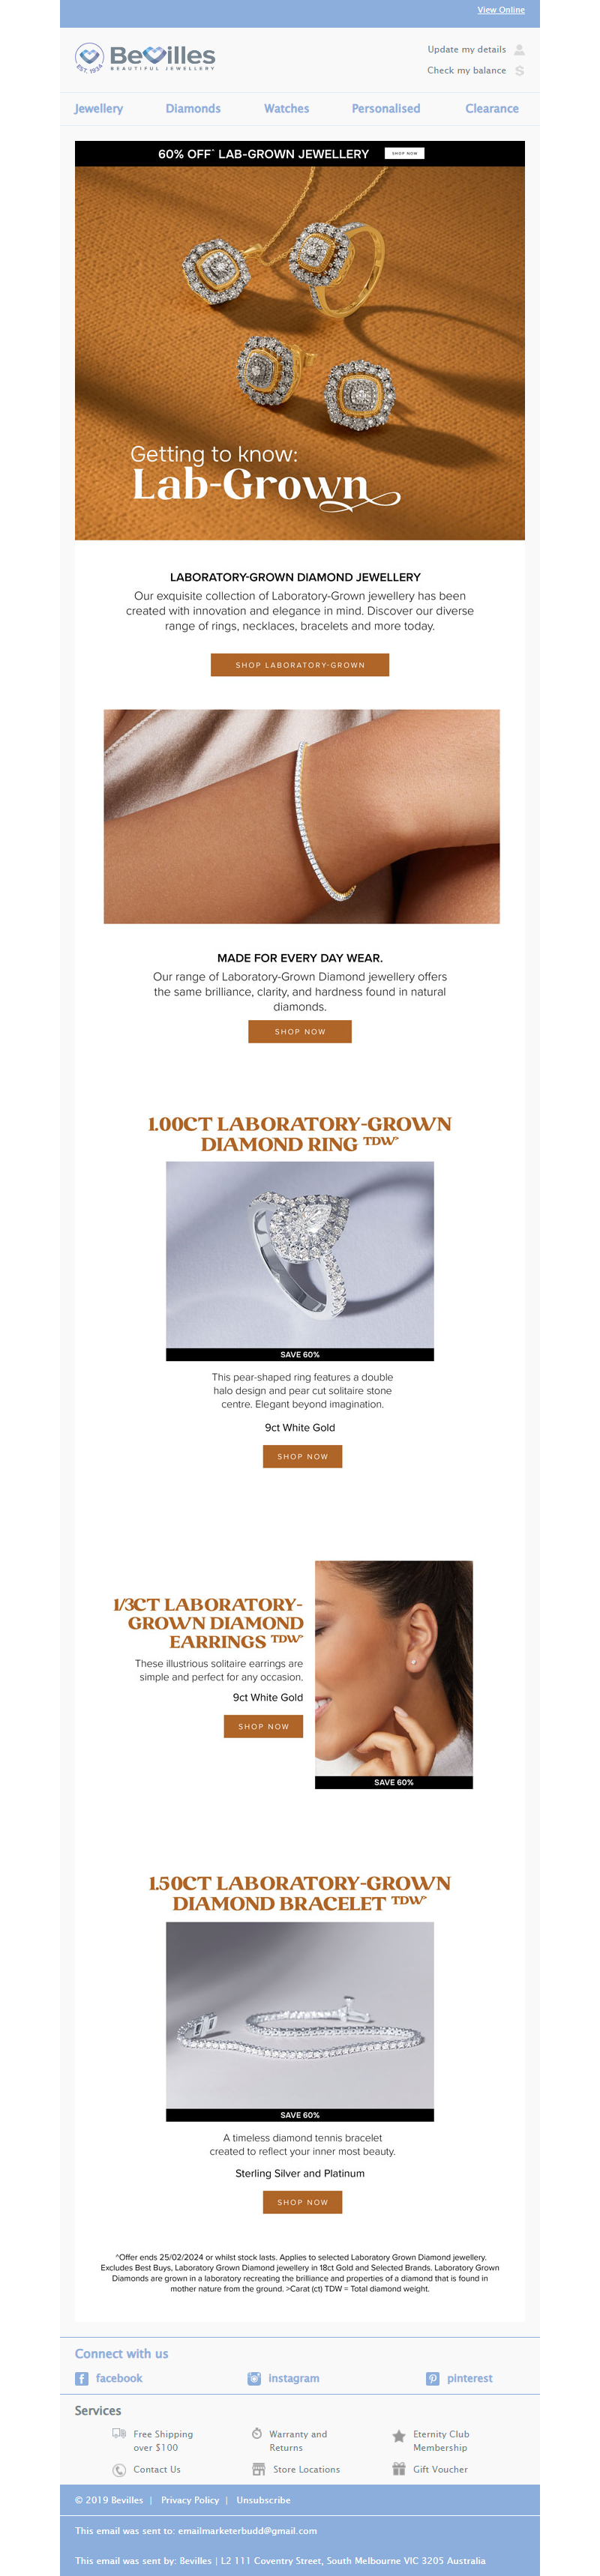 View Online
BeVilles
BEAUTIFUL JEWELLERY
EST. 1934
Update my details
Check my balance
Jewellery Diamonds Watches Personalised Clearance
60% OFF^ LAB-GROWN JEWELLERY SHOP NOW
Getting to know:
Lab-Grown
LABORATORY-GROWN DIAMOND JEWELLERY
Our exquisite collection of Laboratory-Grown jewellery has been
created with innovation and elegance in mind. Discover our diverse
range of rings, necklaces, bracelets and more today.
SHOP LABORATORY-GROWN
MADE FOR EVERY DAY WEAR.
Our range of Laboratory-Grown Diamond jewellery offers
the same brilliance, clarity, and hardness found in natural
diamonds.
SHOP NOW
1.00CT LABORATORY-GROWN
DIAMOND RING TDW>
SAVE 60%
This pear-shaped ring features a double
halo design and pear cut solitaire stone
centre. Elegant beyond imagination.
9ct White Gold
SHOP NOW
1/3CT LABORATORY-
GROWN DIAMOND
EARRINGS TDW>
These illustrious solitaire earrings are
simple and perfect for any occasion.
9ct White Gold
SHOP NOW
SAVE 60%
1.50CT LABORATORY-GROWN
DIAMOND BRACELET TDW>
SAVE 60%
A timeless diamond tennis bracelet
created to reflect your inner most beauty.
Sterling Silver and Platinum
SHOP NOW
^Offer ends 25/02/2024 or whilst stock lasts. Applies to selected Laboratory Grown Diamond jewellery.
Excludes Best Buys, Laboratory Grown Diamond jewellery in 18ct Gold and Selected Brands. Laboratory Grown
Diamonds are grown in a laboratory recreating the brilliance and properties of a diamond that is found in
mother nature from the ground. >Carat (ct) TDW = Total diamond weight.
Connect with us
facebook instagram pinterest
Services
Free Shipping
over $100
Warranty and
Returns
Eternity Club
Membership
Contact Us
Store Locations
Gift Voucher
© 2019 Bevilles | Privacy Policy | Unsubscribe
This email was sent to: emailmarketerbudd@gmail.com
This email was sent by: Bevilles | L2 111 Coventry Street, South Melbourne VIC 3205 Australia